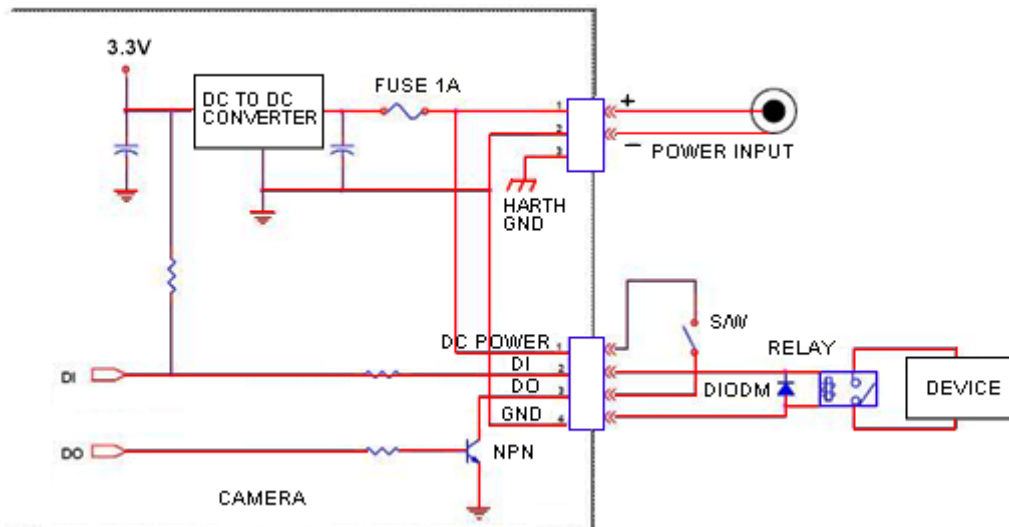 3.3V
FUSE 1A
DC TO DC
CONVERTER
1
2
3
+
−
POWER INPUT
HARTH
GND
S/W
DC POWER
1
RELAY
DI
DI
2
DO
3
DIODM
DEVICE
GND
4
DO
NPN
CAMERA